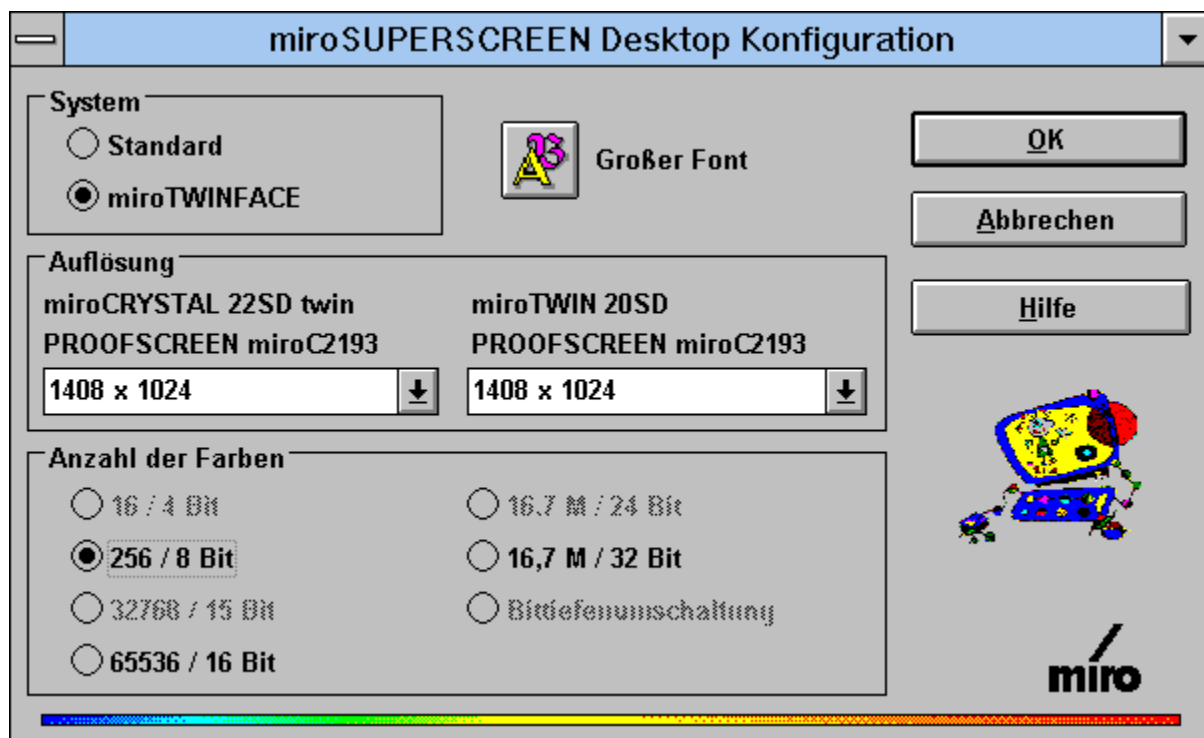 miroSUPERSCREEN Desktop Konfiguration
System
Standard
miroTWINFACE
Großer Font
OK
Abbrechen
Hilfe
Auflösung
miroCRYSTAL 22SD twin
PROOFSCREEN miroC2193
1408 x 1024
miroTWIN 20SD
PROOFSCREEN miroC2193
1408 x 1024
Anzahl der Farben
16 / 4 Bit
256 / 8 Bit
32768 / 15 Bit
65536 / 16 Bit
16.7 M / 24 Bit
16,7 M / 32 Bit
Bittiefenumschaltung
miro